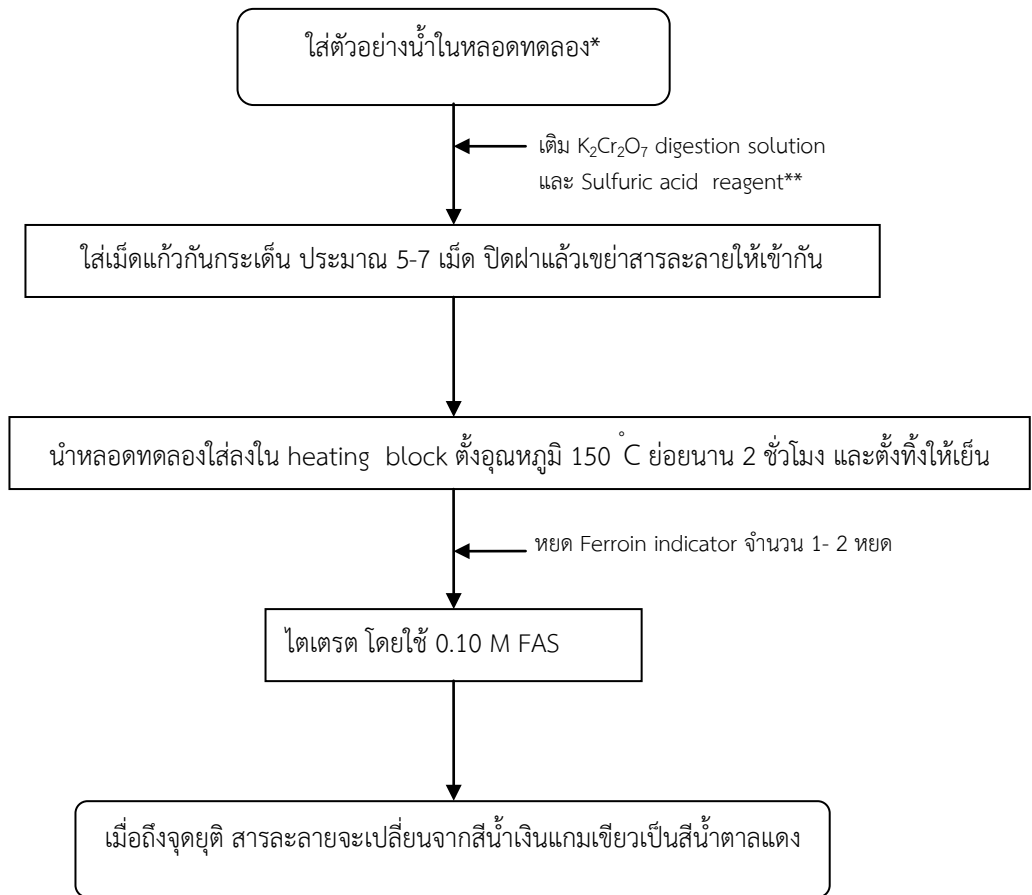 ใส่ตัวอย่างน้ำในหลอดทดลอง*
เติม K₂Cr₂O₇ digestion solution
และ Sulfuric acid reagent**
ใส่เม็ดแก้วกันกระเด็น ประมาณ 5-7 เม็ด ปิดฝาแล้วเขย่าสารละลายให้เข้ากัน
นำหลอดทดลองใส่ลงใน heating block ตั้งอุณหภูมิ 150 °C ย่อยนาน 2 ชั่วโมง และตั้งทิ้งให้เย็น
หยด Ferroin indicator จำนวน 1- 2 หยด
ไตเตรต โดยใช้ 0.10 M FAS
เมื่อถึงจุดยุติ สารละลายจะเปลี่ยนจากสีน้ำเงินแกมเขียวเป็นสีน้ำตาลแดง